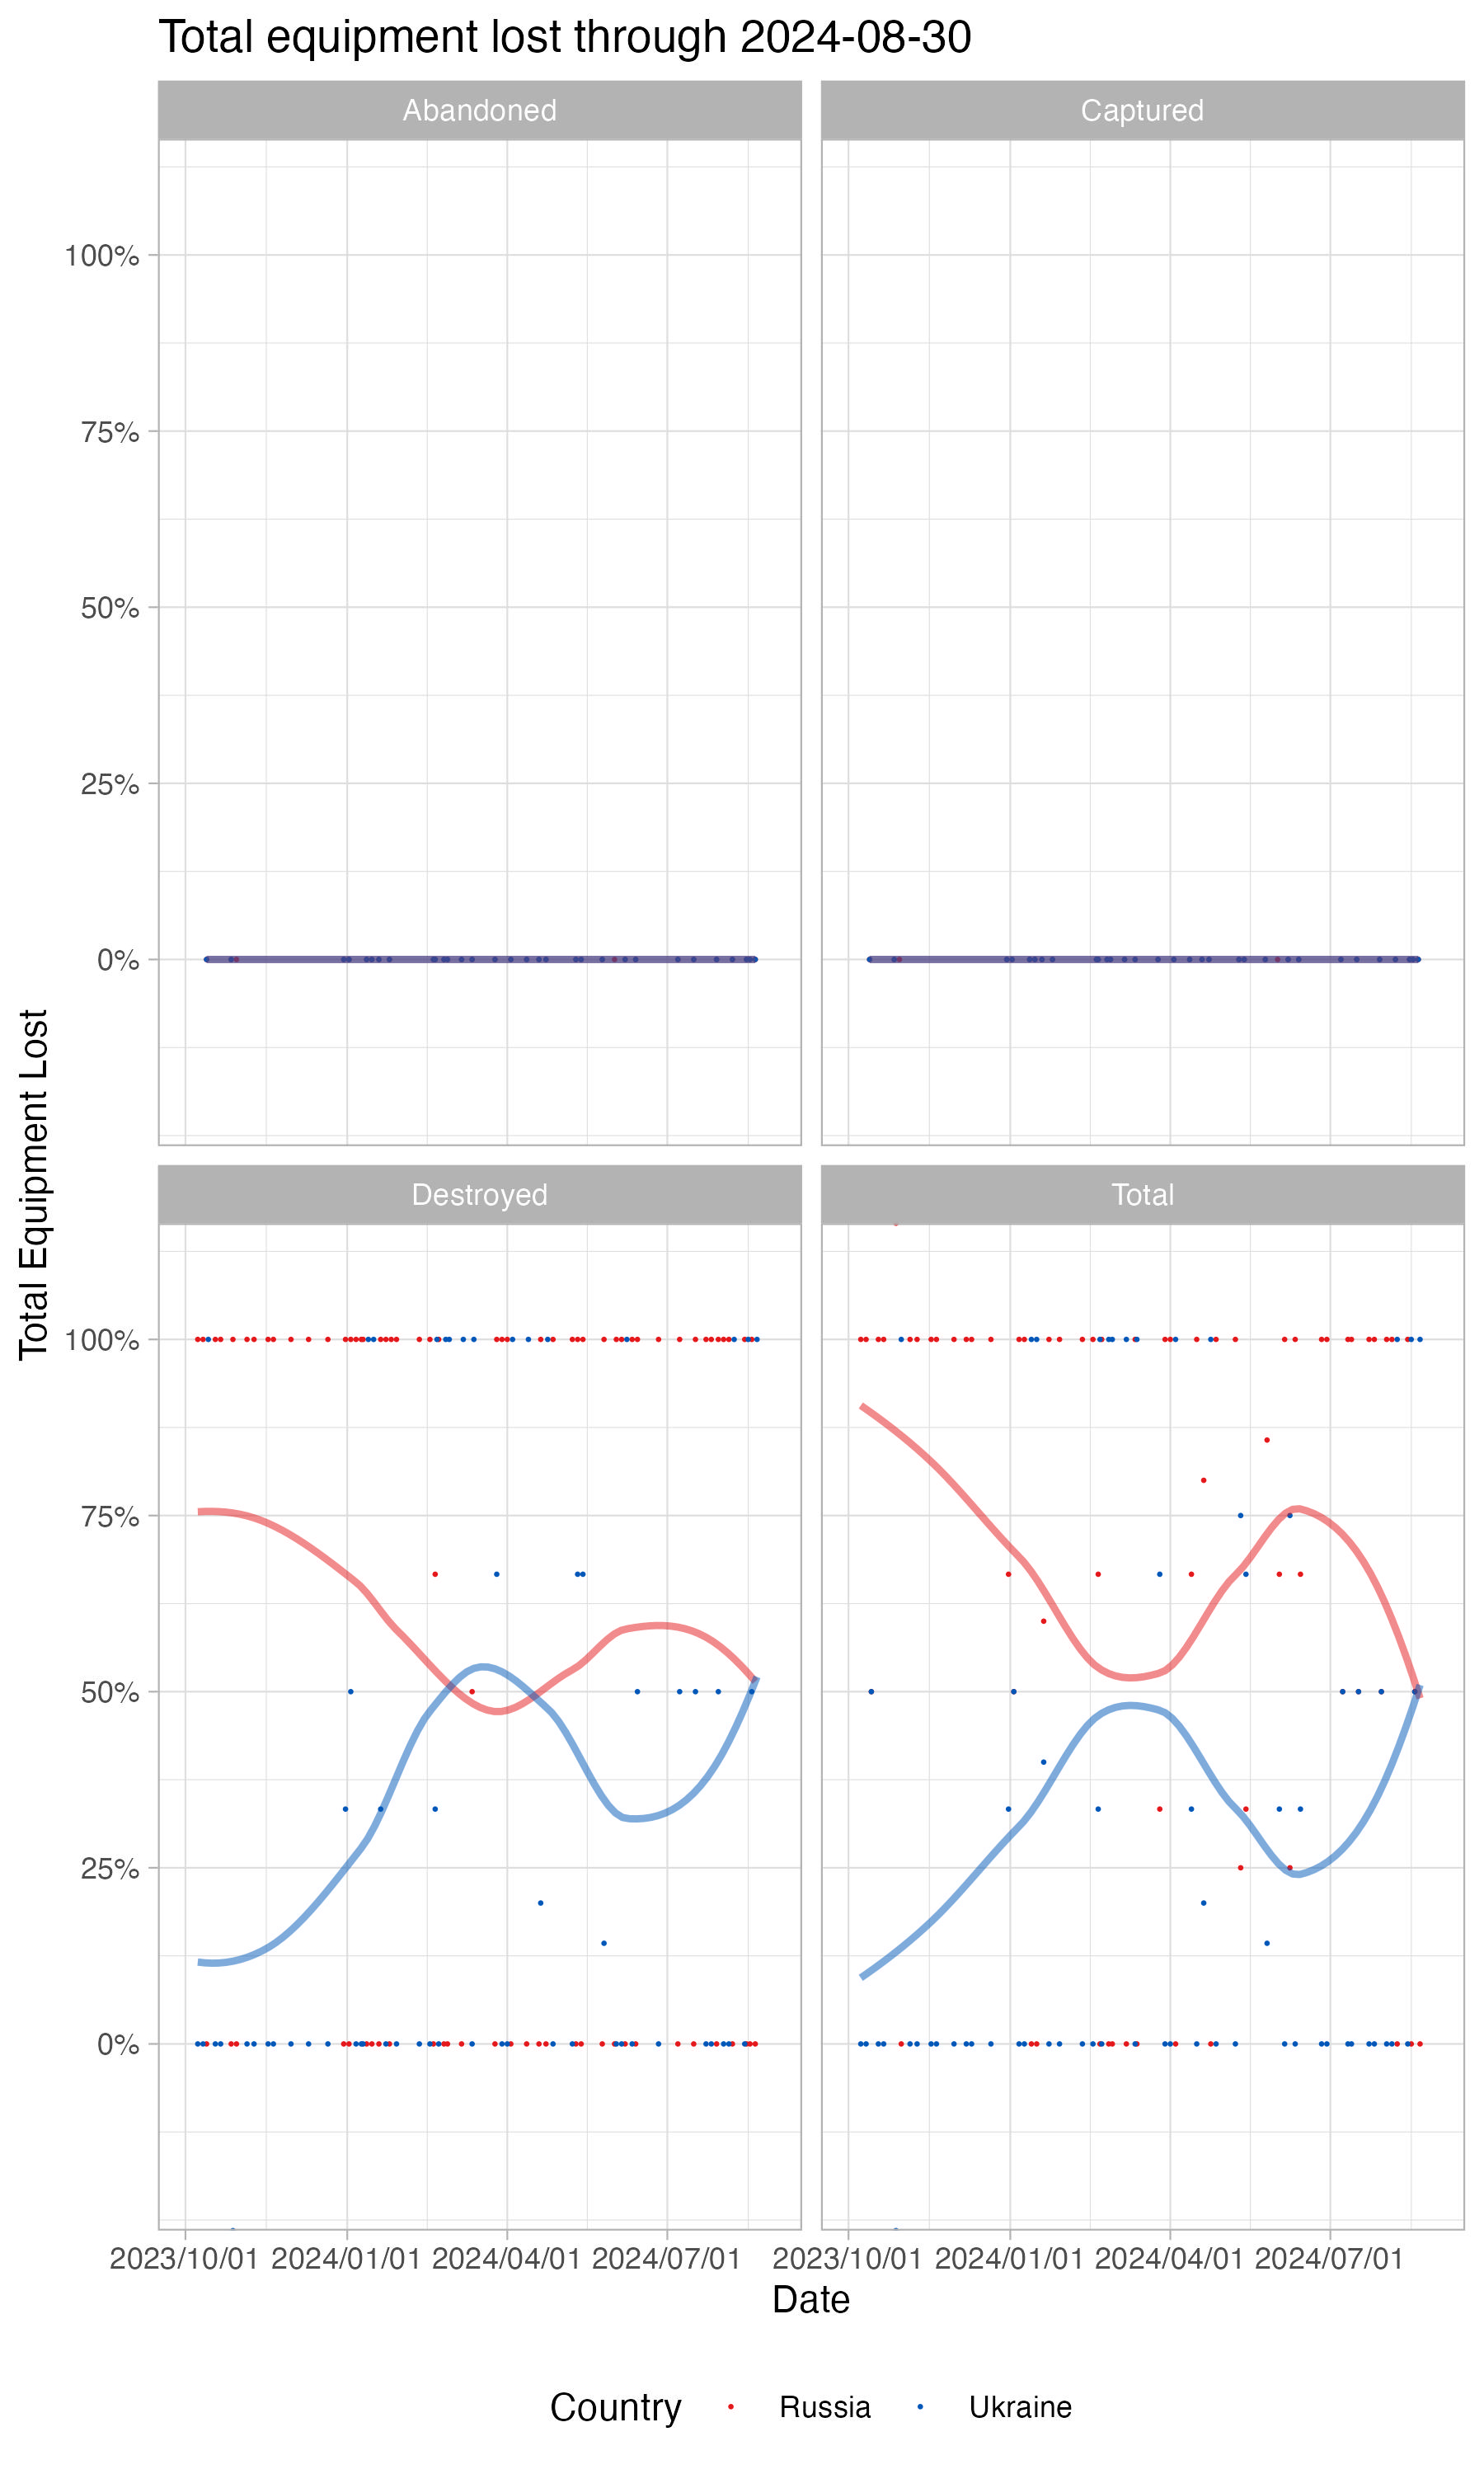 Total equipment lost through 2024-08-30
Abandoned
Captured
100%
75%
50%
25%
0%
Total Equipment Lost
Destroyed
Total
100%
75%
50%
25%
0%
2023/10/01 2024/01/01 2024/04/01 2024/07/01
2023/10/01 2024/01/01 2024/04/01 2024/07/01
Date
Country Russia Ukraine